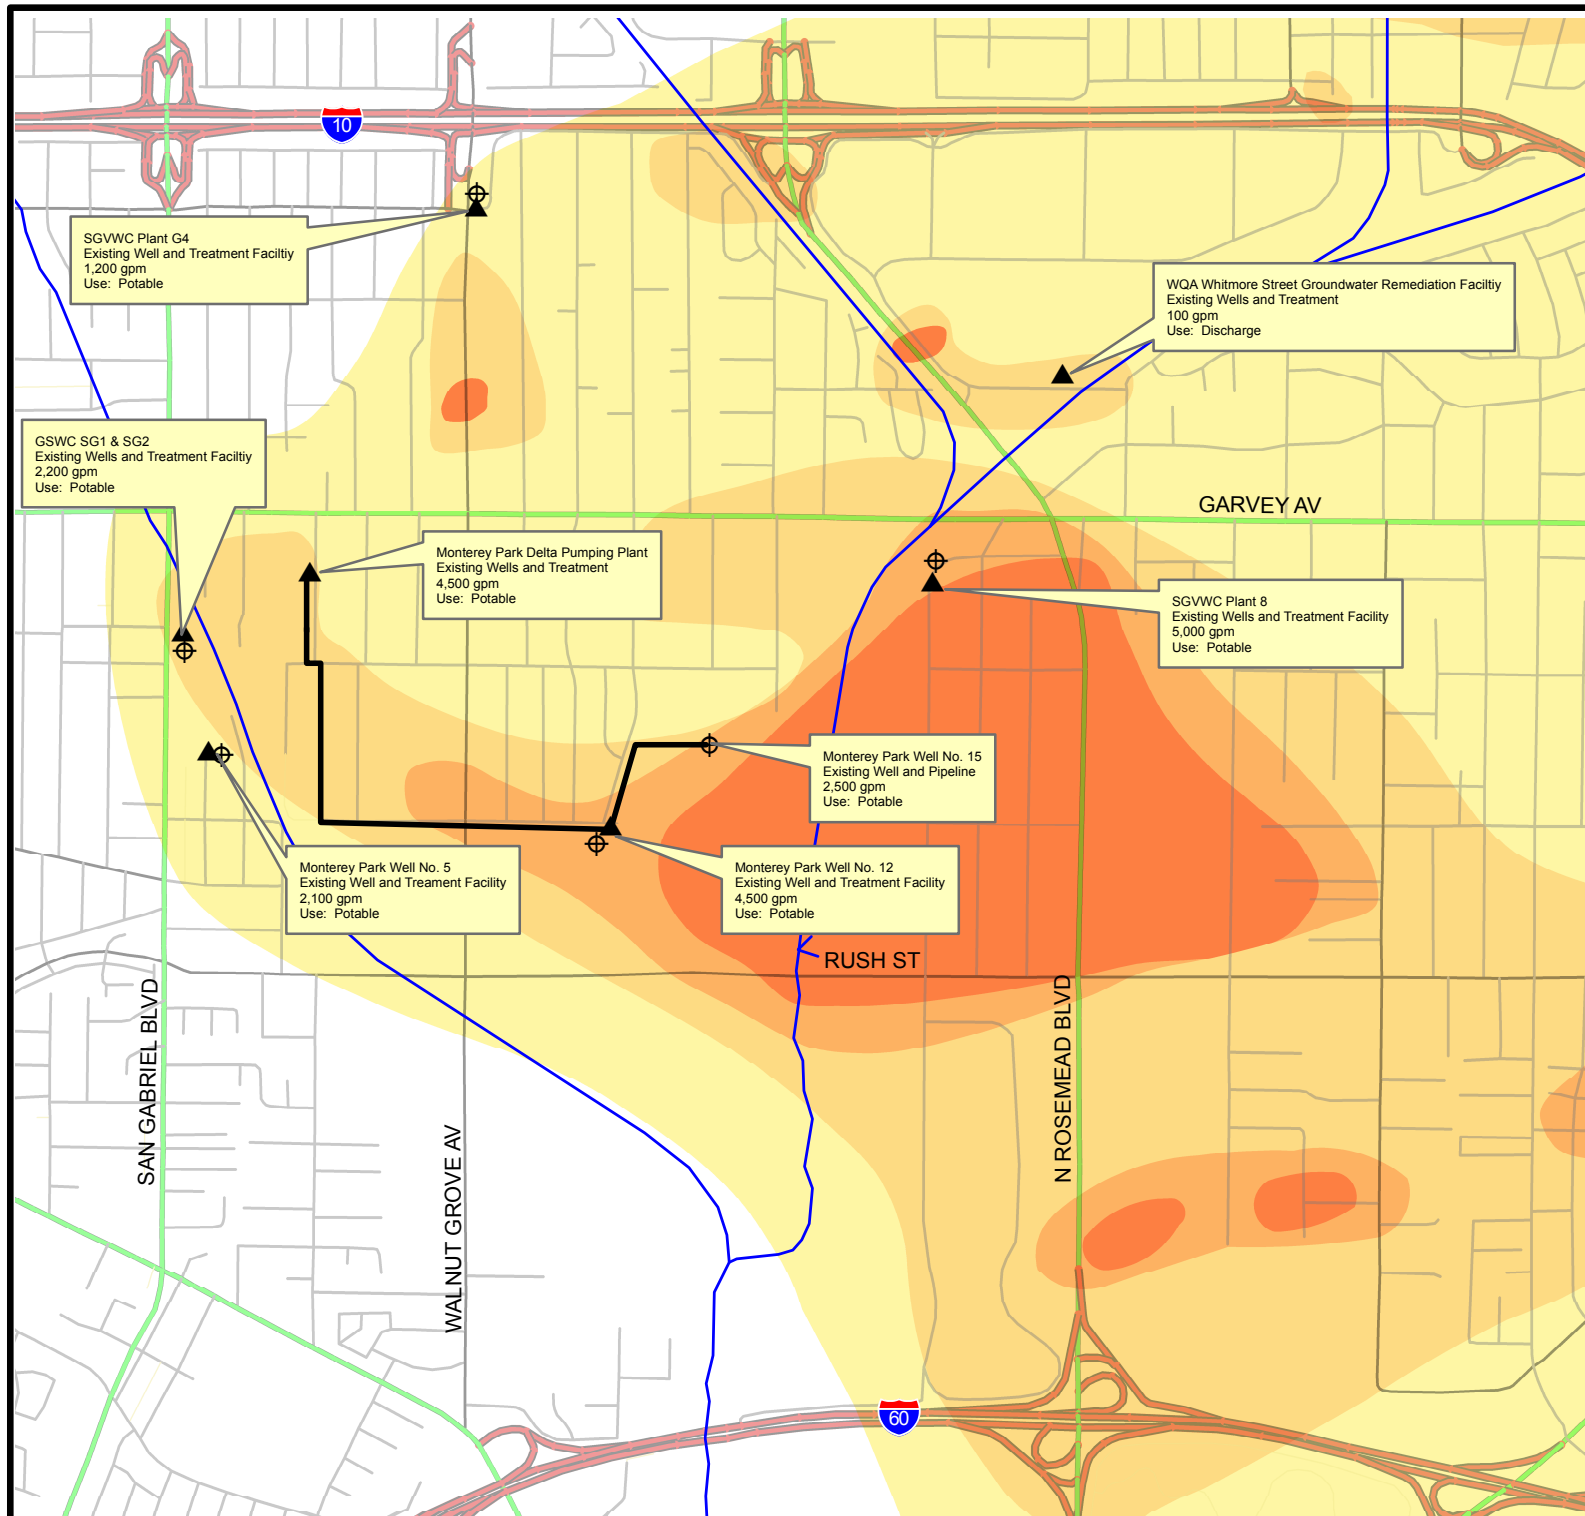 10
SGVWC Plant G4
Existing Well and Treatment Faciltiy
1,200 gpm
Use: Potable
WQA Whitmore Street Groundwater Remediation Faciltiy
Existing Wells and Treatment
100 gpm
Use: Discharge
GSWC SG1 & SG2
Existing Wells and Treatment Faciltiy
2,200 gpm
Use: Potable
GARVEY AV
Monterey Park Delta Pumping Plant
Existing Wells and Treatment
4,500 gpm
Use: Potable
SGVWC Plant 8
Existing Wells and Treatment Facility
5,000 gpm
Use: Potable
Monterey Park Well No. 15
Existing Well and Pipeline
2,500 gpm
Use: Potable
Monterey Park Well No. 5
Existing Well and Treament Facility
2,100 gpm
Use: Potable
Monterey Park Well No. 12
Existing Well and Treatment Facility
4,500 gpm
Use: Potable
RUSH ST
SAN GABRIEL BLVD
WALNUT GROVE AV
N ROSEMEAD BLVD
60